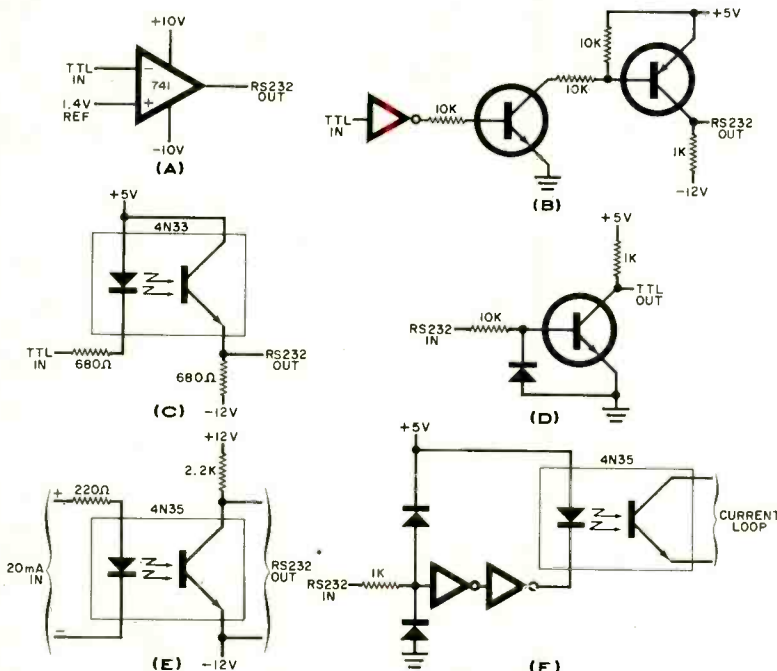 +10V
TTL IN
741
1.4V REF
RS232 OUT
-10V
(A)
+5V
10K
10K
10K
TTL IN
RS232 OUT
1K
-12V
(B)
+5V
4N33
TTL IN
680Ω
RS232 OUT
680Ω
-12V
(C)
+5V
1K
TTL OUT
10K
RS232 IN
(D)
+12V
2.2K
220Ω
+
4N35
20mA IN
RS232 OUT
-
-12V
(E)
+5V
4N35
CURRENT LOOP
1K
RS232 IN
(F)